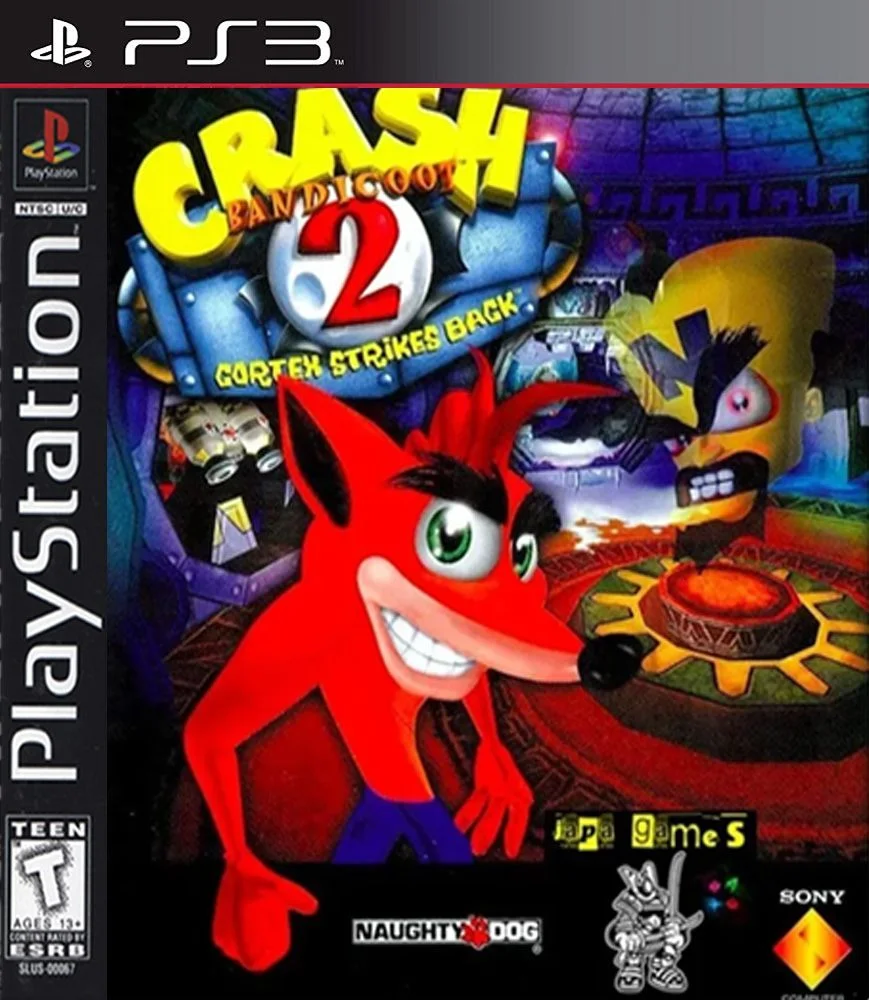 PS3
PlayStation
NTSC U/C
PlayStation
TEEN
T
AGES 13+
CONTENT RATED BY
ESRB
SLUS-00067
CRASH
BANDICOOT
2
CORTEX STRIKES BACK
N
japa gameS
NAUGHTY DOG
SONY
COMPUTER